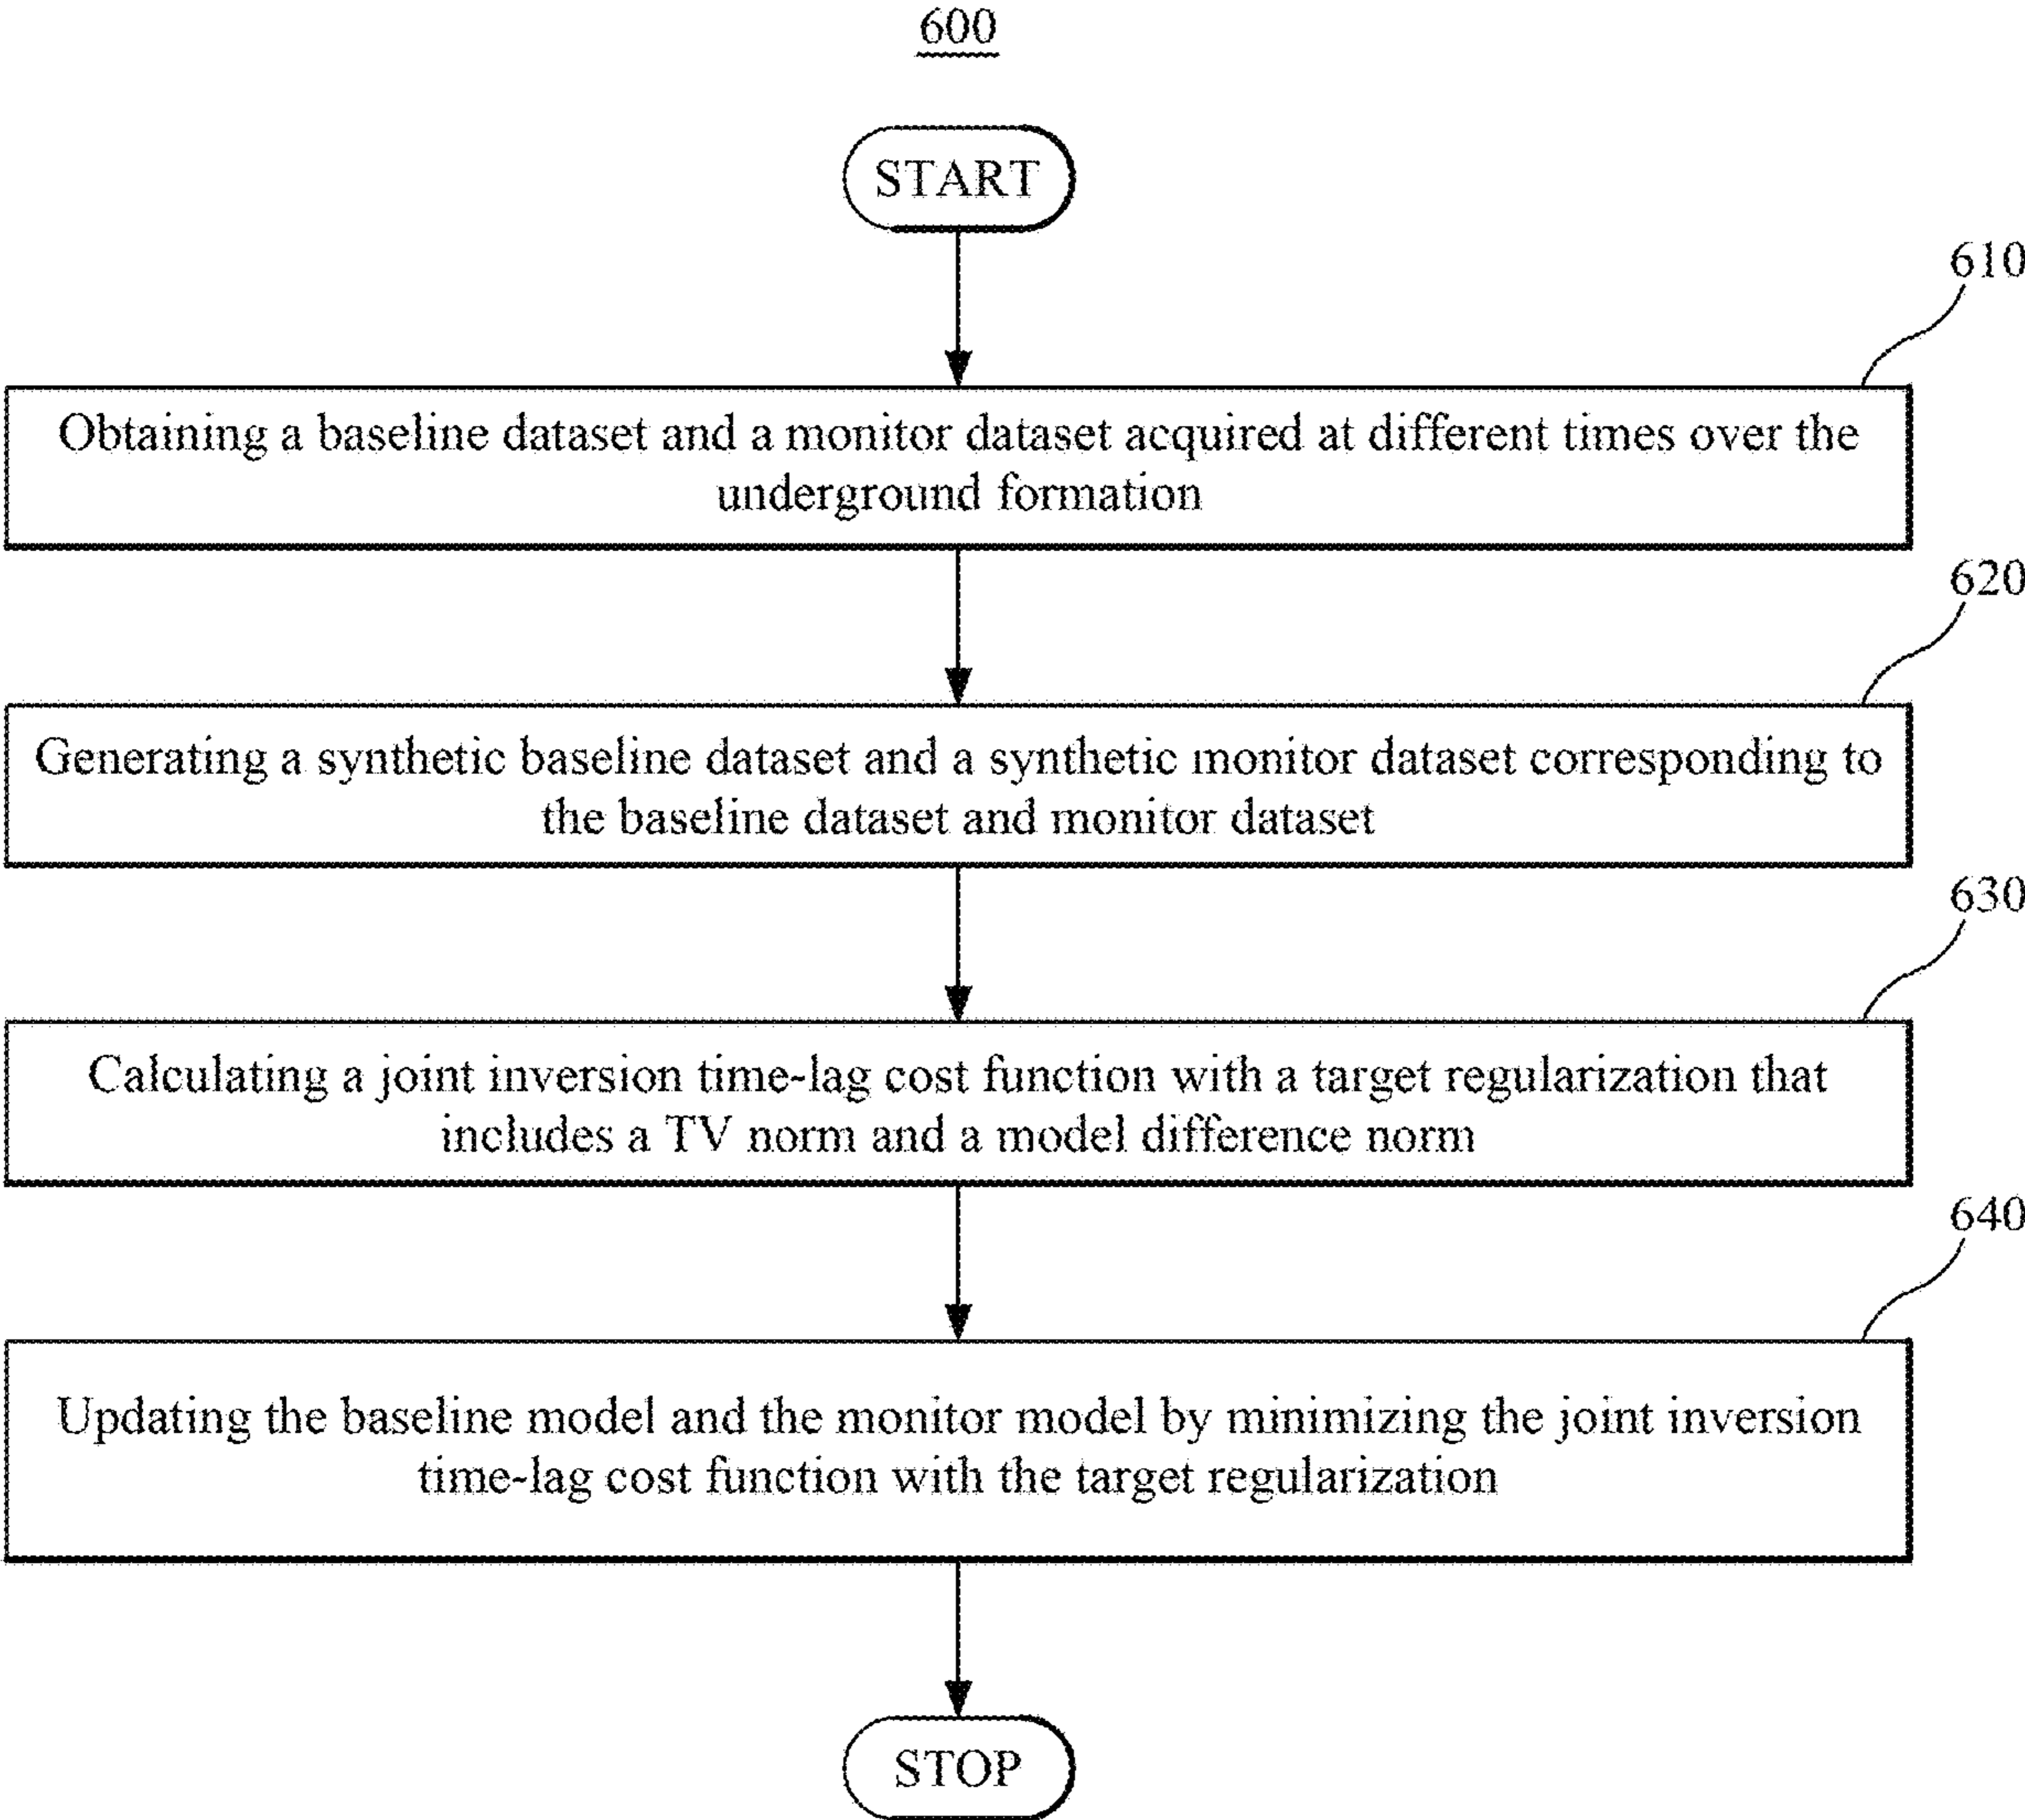 600
START
610
Obtaining a baseline dataset and a monitor dataset acquired at different times over the
underground formation
620
Generating a synthetic baseline dataset and a synthetic monitor dataset corresponding to
the baseline dataset and monitor dataset
630
Calculating a joint inversion time-lag cost function with a target regularization that
includes a TV norm and a model difference norm
640
Updating the baseline model and the monitor model by minimizing the joint inversion
time-lag cost function with the target regularization
STOP